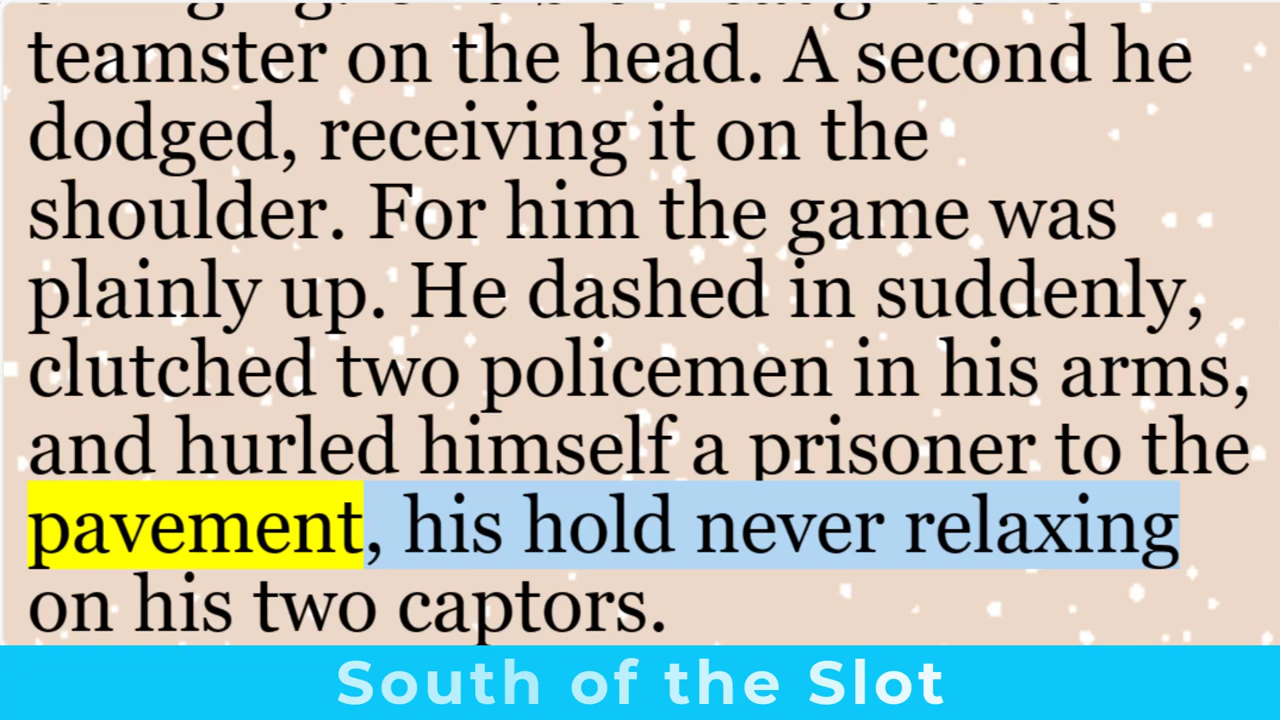 teamster on the head. A second he
dodged, receiving it on the
shoulder. For him the game was
plainly up. He dashed in suddenly,
clutched two policemen in his arms,
and hurled himself a prisoner to the
pavement, his hold never relaxing
on his two captors.
South of the Slot